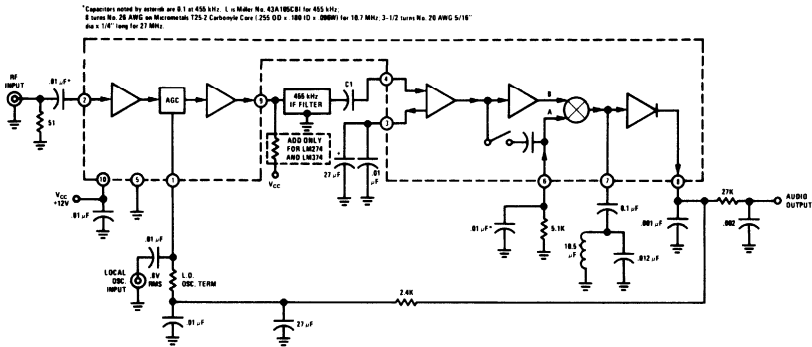 *Capacitors noted by asterisk are 0.1 at 455 kHz. L is Miller No. 43A105CBI for 455 kHz;
8 turns No. 26 AWG on Micrometals T25-2 Carbonyle Core (.255 OD x .180 ID x .096W) for 10.7 MHz; 3-1/2 turns No. 20 AWG 5/16"
dia x 1/4" long for 27 MHz.
RF
INPUT
.01 µF*
51
2
AGC
9
455 kHz
IF FILTER
C1
4
3
ADD ONLY
FOR LM274
AND LM374
VCC
27 µF
+
.01
µF
B
A
6
7
8
10
5
1
VCC
+12V
.01 µF
.01 µF*
5.1K
0.1 µF
10.5
µF
.012 µF
.001 µF
27K
.002
AUDIO
OUTPUT
.01 µF
LOCAL
OSC.
INPUT
.8V
RMS
L.O.
OSC. TERM
.01 µF
27 µF
2.4K